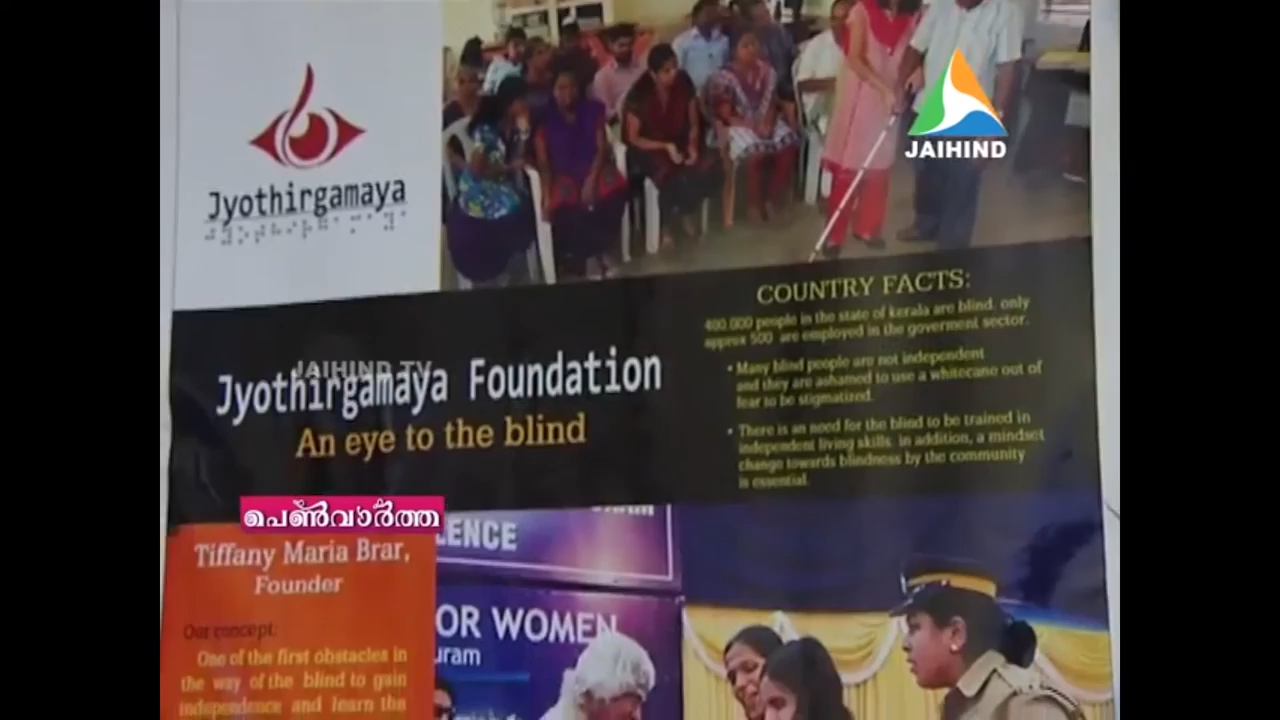 JAIHIND
Jyothirgamaya
COUNTRY FACTS:
400.000 people in the state of kerala are blind. only
approx 500 are employed in the goverment sector.
• Many blind people are not independent
and they are ashamed to use a whitecane out of
fear to be stigmatized.
• There is an need for the blind to be trained in
independent living skills. in addition, a mindset
change towards blindness by the community
is essential.
JAIHIND TV
Jyothirgamaya Foundation
An eye to the blind
പെൺവാർത്ത
LENCE
Tiffany Maria Brar,
Founder
OR WOMEN
uram
Our concept:
One of the first obstacles in
the way of the blind to gain
independence and learn the